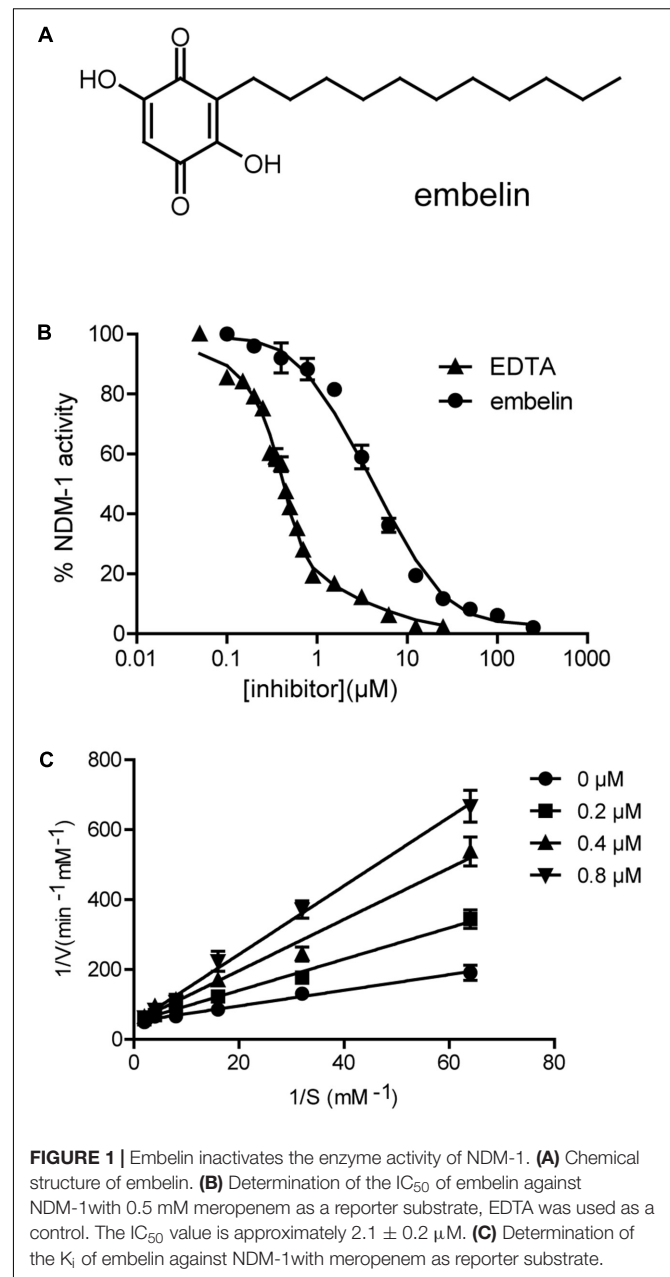 A
O
HO
OH
O
embelin
B
100
80
60
40
20
0
% NDM-1 activity
EDTA
embelin
0.01 0.1 1 10 100 1000
[inhibitor](µM)
C
800
600
400
200
0
1/V(min⁻¹mM⁻¹)
0 µM
0.2 µM
0.4 µM
0.8 µM
0 20 40 60 80
1/S (mM⁻¹)
FIGURE 1 | Embelin inactivates the enzyme activity of NDM-1. (A) Chemical
structure of embelin. (B) Determination of the IC₅₀ of embelin against
NDM-1with 0.5 mM meropenem as a reporter substrate, EDTA was used as a
control. The IC₅₀ value is approximately 2.1 ± 0.2 µM. (C) Determination of
the Kᵢ of embelin against NDM-1with meropenem as reporter substrate.